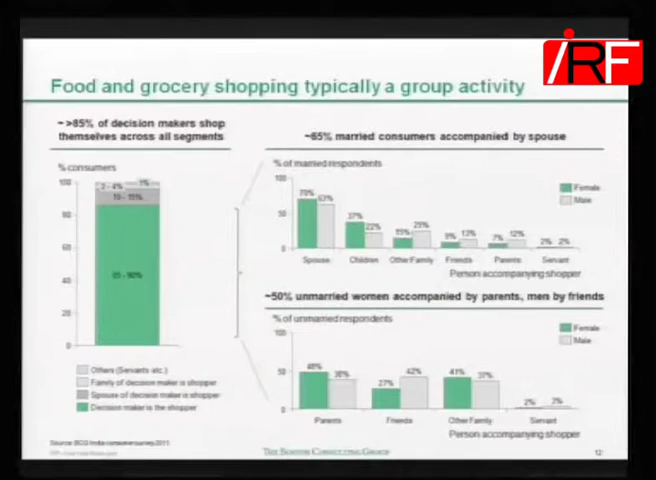 iRF
Food and grocery shopping typically a group activity
~>85% of decision makers shop
themselves across all segments
% consumers
100
80
60
40
20
0
2 - 4%
1%
10 - 15%
Others (Servants etc.)
Family of decision maker is shopper
Spouse of decision maker is shopper
Decision maker is the shopper
~65% married consumers accompanied by spouse
% of married respondents
100
50
0
70%
63%
37%
22%
15%
25%
9%
13%
7%
12%
2%
2%
Female
Male
Spouse
Children
Other Family
Friends
Parents
Servant
Person accompanying shopper
~50% unmarried women accompanied by parents, men by friends
% of unmarried respondents
100
50
0
48%
27%
42%
41%
37%
2%
2%
Female
Male
Parents
Friends
Other Family
Servant
Person accompanying shopper
Source: BCG India consumer survey 2011
THE BOSTON CONSULTING GROUP
12